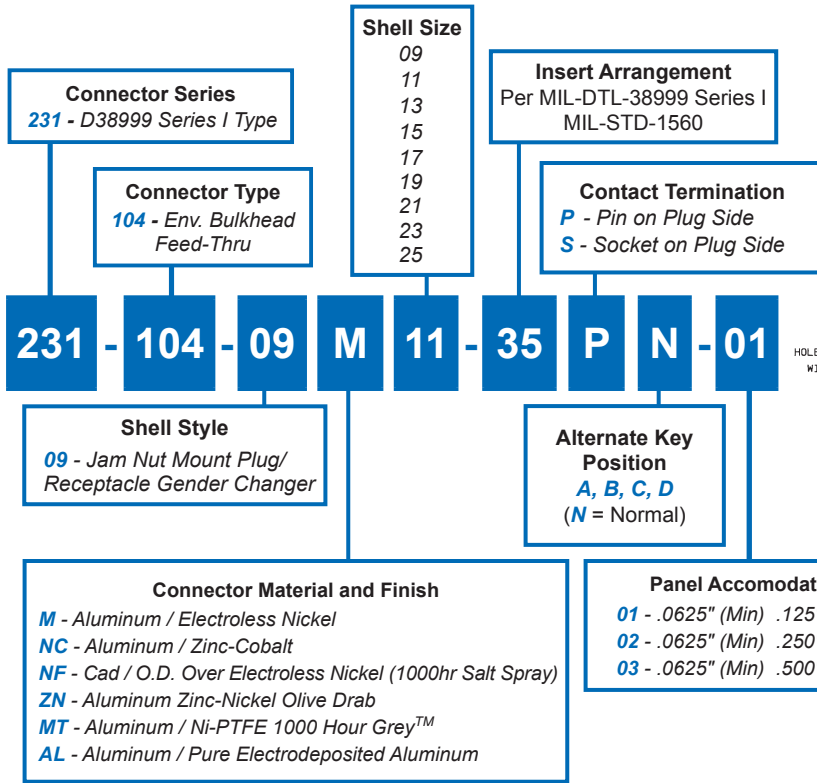 Shell Size
09
11
13
15
17
19
21
23
25
Connector Series
231 - D38999 Series I Type
Insert Arrangement
Per MIL-DTL-38999 Series I
MIL-STD-1560
Connector Type
104 - Env. Bulkhead
Feed-Thru
Contact Termination
P - Pin on Plug Side
S - Socket on Plug Side
231 - 104 - 09 M 11 - 35 P N - 01
Shell Style
09 - Jam Nut Mount Plug/
Receptacle Gender Changer
Alternate Key
Position
A, B, C, D
(N = Normal)
Connector Material and Finish
M - Aluminum / Electroless Nickel
NC - Aluminum / Zinc-Cobalt
NF - Cad / O.D. Over Electroless Nickel (1000hr Salt Spray)
ZN - Aluminum Zinc-Nickel Olive Drab
MT - Aluminum / Ni-PTFE 1000 Hour Grey™
AL - Aluminum / Pure Electrodeposited Aluminum
Panel Accomodat
01 - .0625" (Min) .125
02 - .0625" (Min) .250
03 - .0625" (Min) .500